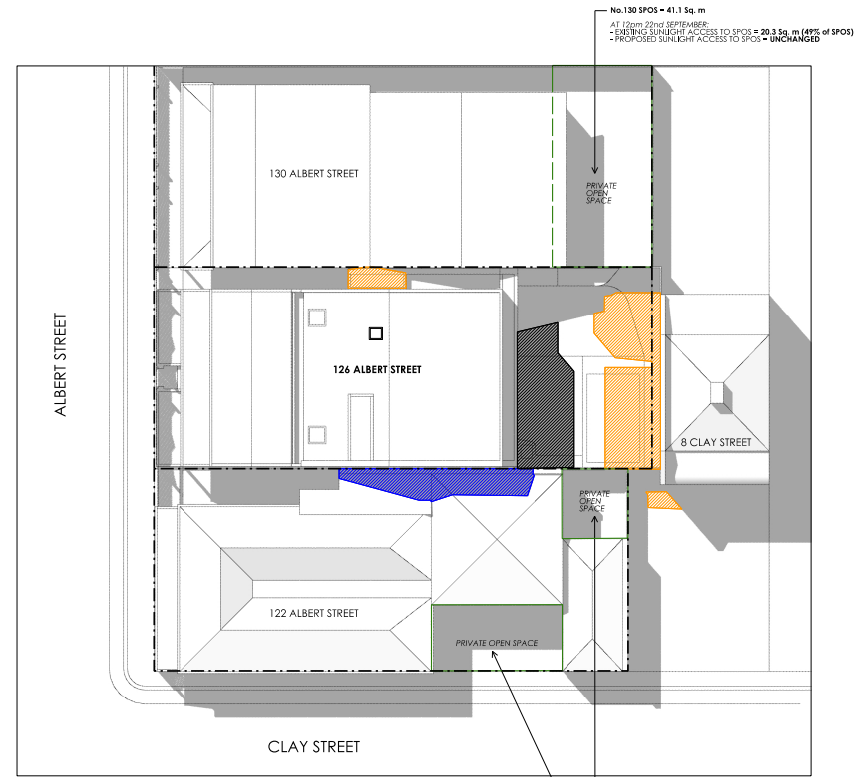 No.130 SPOS = 41.1 Sq. m
AT 12pm 22nd SEPTEMBER:
- EXISTING SUNLIGHT ACCESS TO SPOS = 20.3 Sq. m (49% of SPOS)
- PROPOSED SUNLIGHT ACCESS TO SPOS = UNCHANGED
130 ALBERT STREET
PRIVATE
OPEN
SPACE
ALBERT STREET
126 ALBERT STREET
8 CLAY STREET
PRIVATE
OPEN
SPACE
122 ALBERT STREET
PRIVATE OPEN SPACE
CLAY STREET